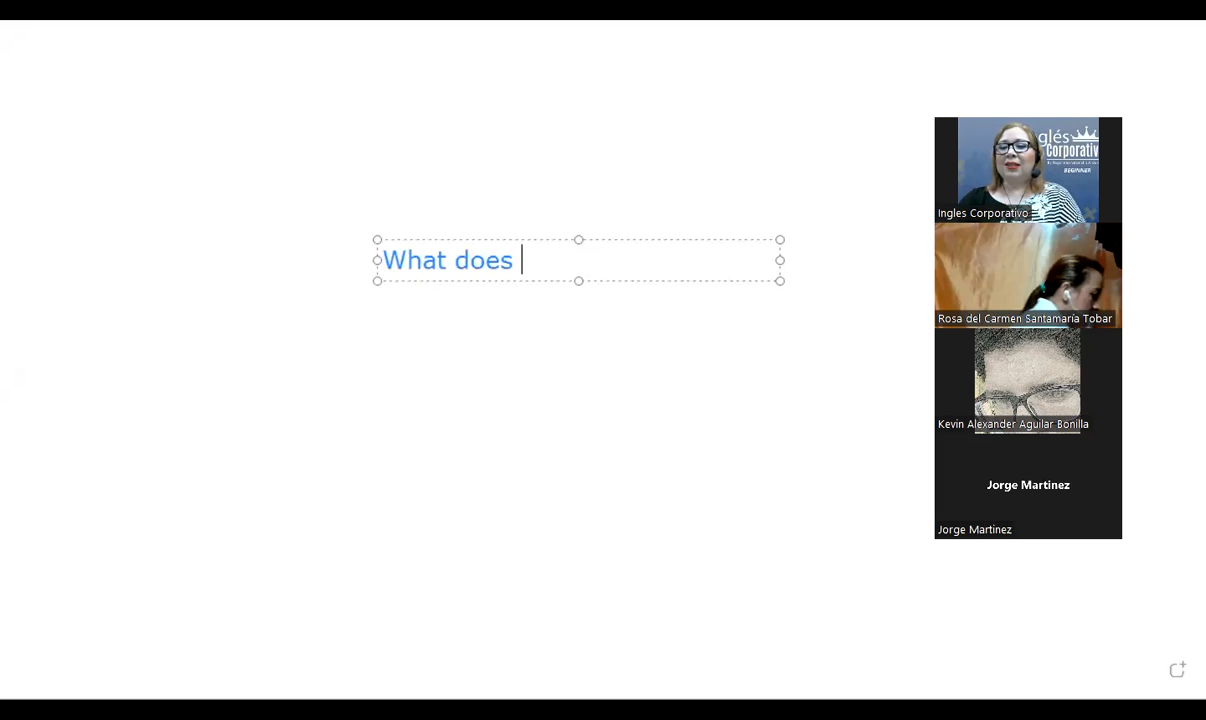 What does
glés
Corporativ
BEGINNER
Ingles Corporativo
Rosa del Carmen Santamaría Tobar
Kevin Alexander Aguilar Bonilla
Jorge Martinez
Jorge Martinez